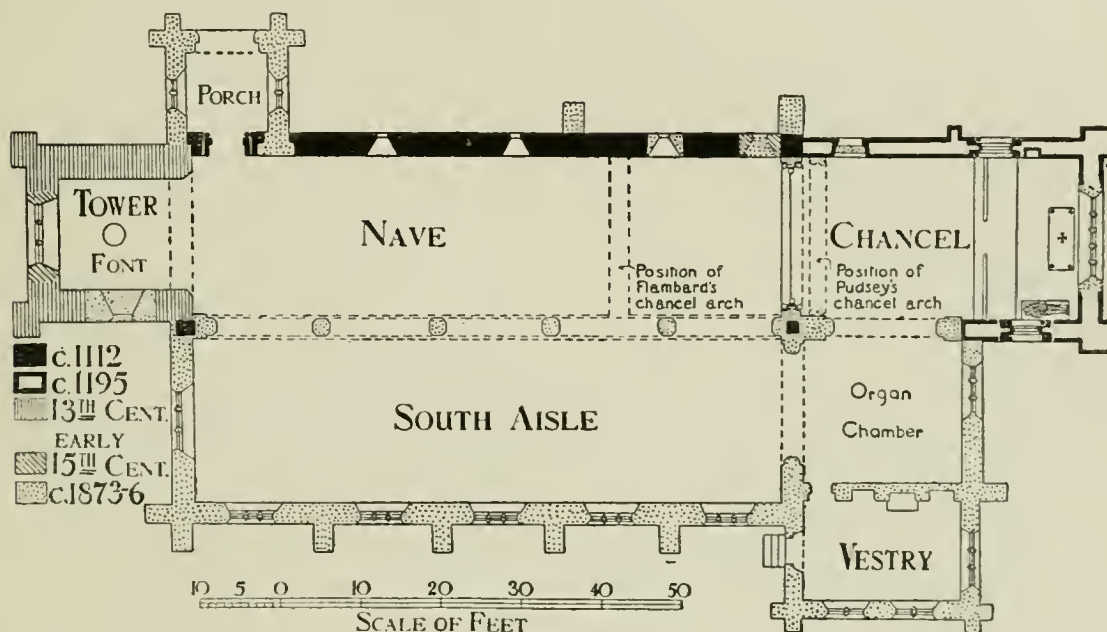 PORCH
TOWER
FONT
NAVE
CHANCEL
Position of
Flambard's
chancel arch
Position of
Pudsey's
chancel arch
c.1112
c.1195
13TH CENT.
EARLY
15TH CENT.
c.1873-6
SOUTH AISLE
Organ
Chamber
VESTRY
10 5 0 10 20 30 40 50
SCALE OF FEET